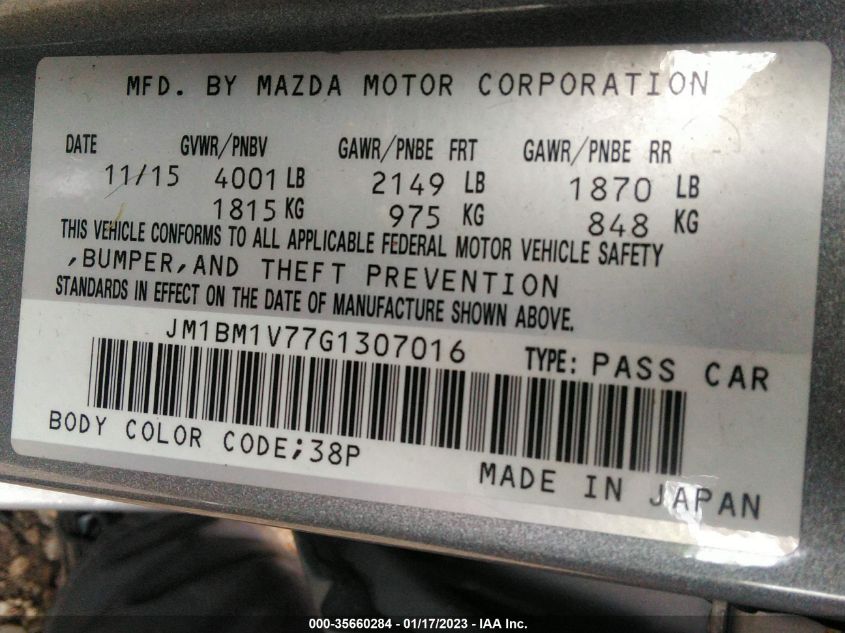 MFD. BY MAZDA MOTOR CORPORATION
DATE GVWR/PNBV GAWR/PNBE FRT GAWR/PNBE RR
11/15 4001 LB 2149 LB 1870 LB
1815 KG 975 KG 848 KG
THIS VEHICLE CONFORMS TO ALL APPLICABLE FEDERAL MOTOR VEHICLE SAFETY
,BUMPER,AND THEFT PREVENTION
STANDARDS IN EFFECT ON THE DATE OF MANUFACTURE SHOWN ABOVE.
JM1BM1V77G1307016 TYPE: PASS CAR
BODY COLOR CODE;38P
MADE IN JAPAN
000-35660284 - 01/17/2023 - IAA Inc.